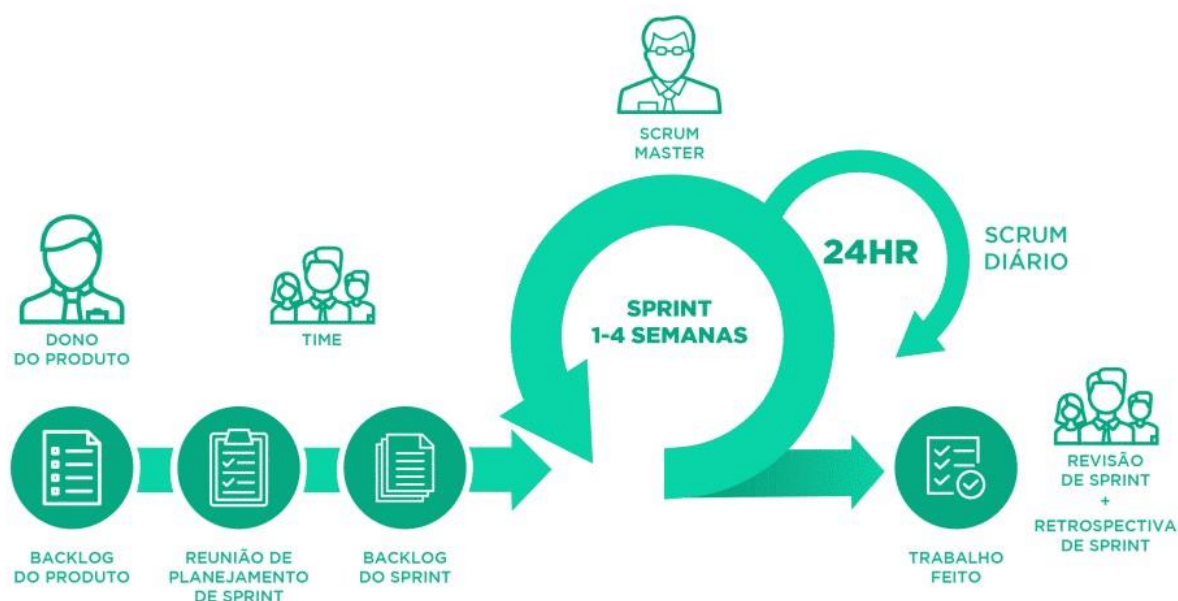 SCRUM
MASTER
24HR
SCRUM
DIÁRIO
SPRINT
1-4 SEMANAS
DONO
DO PRODUTO
TIME
BACKLOG
DO PRODUTO
REUNIÃO DE
PLANEJAMENTO
DE SPRINT
BACKLOG
DO SPRINT
TRABALHO
FEITO
REVISÃO
DE SPRINT
+
RETROSPECTIVA
DE SPRINT